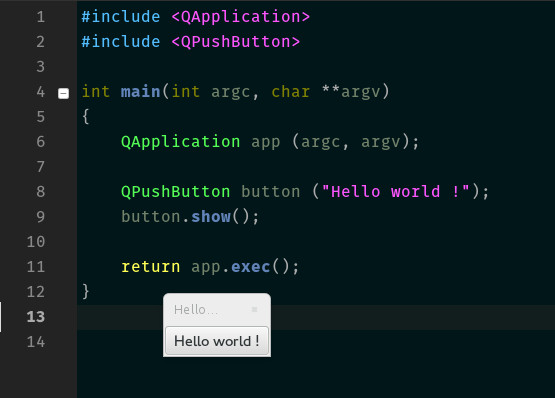 1 #include <QApplication>
2 #include <QPushButton>
3
4 int main(int argc, char **argv)
5 {
6 QApplication app (argc, argv);
7
8 QPushButton button ("Hello world !");
9 button.show();
10
11 return app.exec();
12 }
13
14
Hello...
Hello world !